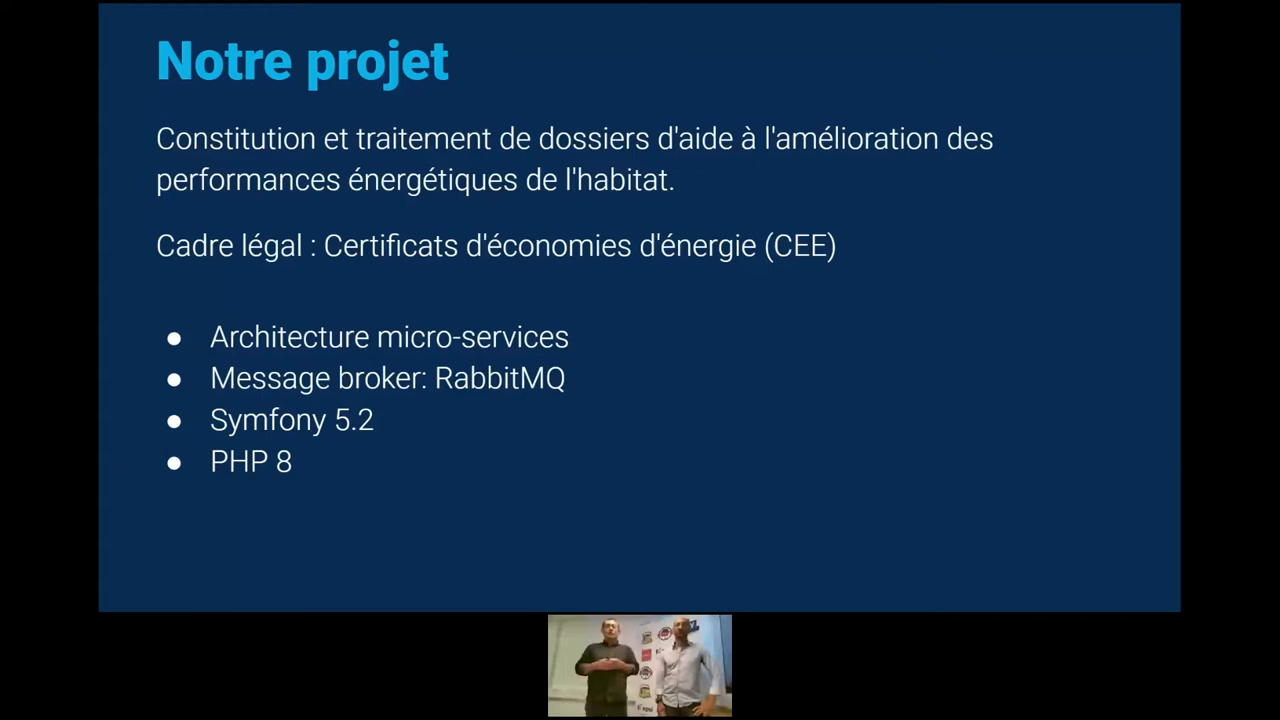 Notre projet
Constitution et traitement de dossiers d'aide à l'amélioration des
performances énergétiques de l'habitat.
Cadre légal : Certificats d'économies d'énergie (CEE)
● Architecture micro-services
● Message broker: RabbitMQ
● Symfony 5.2
● PHP 8